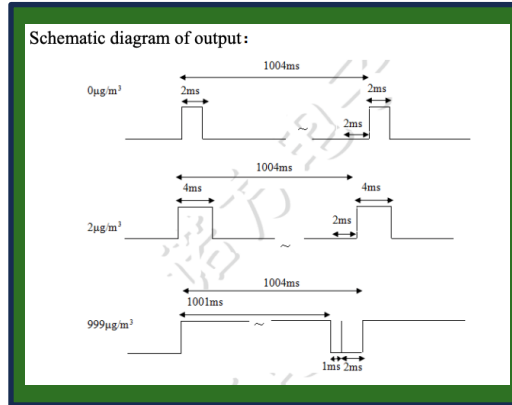 Schematic diagram of output：
1004ms
0μg/m³
2ms
2ms
2ms
~
1004ms
4ms
4ms
2μg/m³
2ms
~
1004ms
1001ms
999μg/m³
~
1ms 2ms